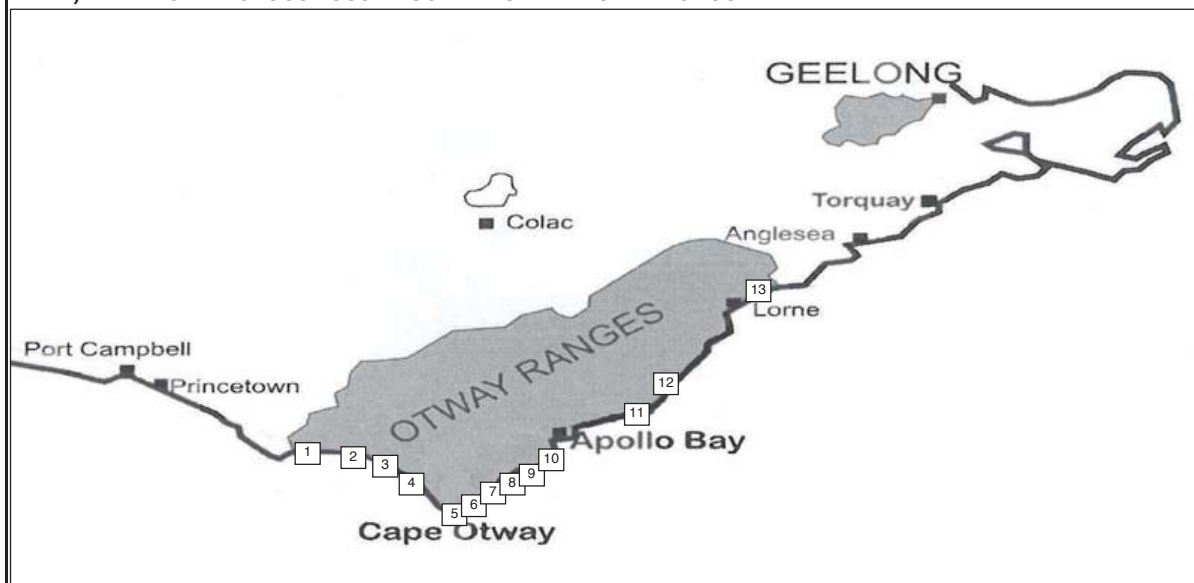 GEELONG
Colac
Torquay
Anglesea
13
Lorne
OTWAY RANGES
Port Campbell
Princetown
12
11
Apollo Bay
1
2
3
4
10
9
8
7
6
5
Cape Otway